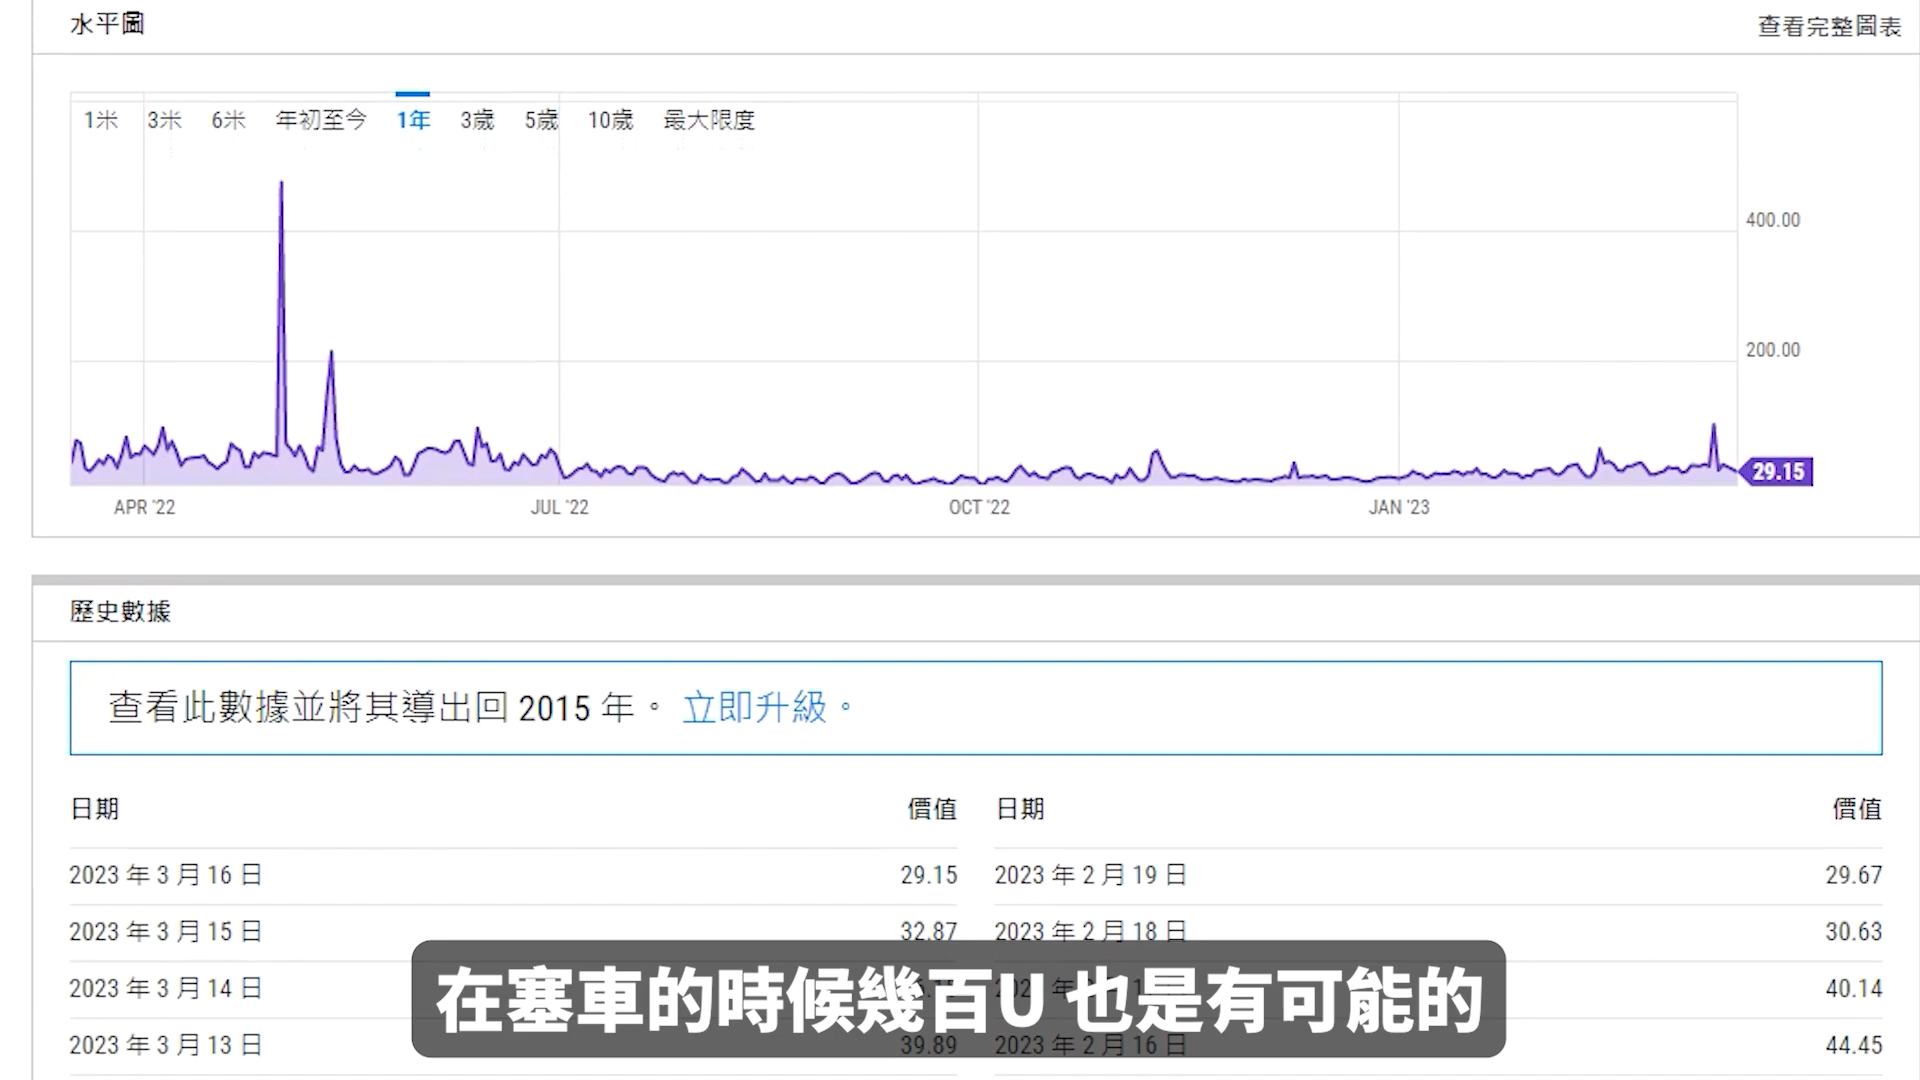 水平圖
查看完整圖表
1米 3米 6米 年初至今 1年 3歲 5歲 10歲 最大限度
400.00
200.00
29.15
APR '22 JUL '22 OCT '22 JAN '23
歷史數據
查看此數據並將其導出回 2015 年。 立即升級。
日期 價值 日期 價值
2023 年 3 月 16 日 29.15 2023 年 2 月 19 日 29.67
2023 年 3 月 15 日 32.87 2023 年 2 月 18 日 30.63
2023 年 3 月 14 日 40.14
在塞車的時候幾百U 也是有可能的
2023 年 3 月 13 日 39.89 2023 年 2 月 16 日 44.45